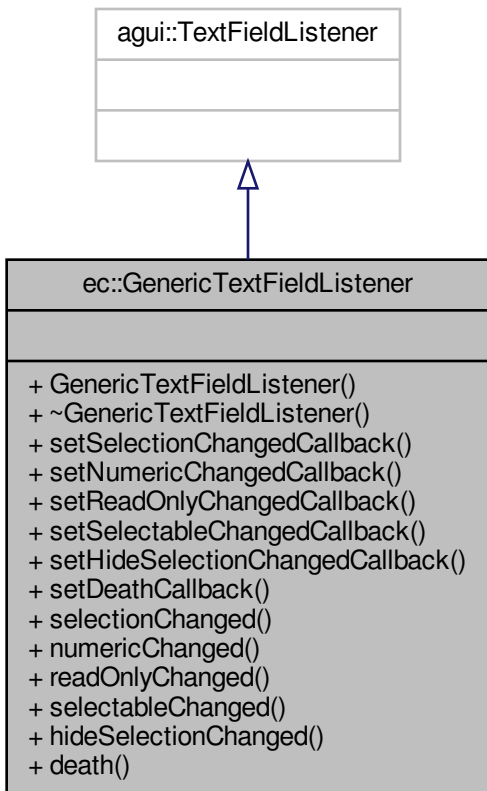 agui::TextFieldListener
ec::GenericTextFieldListener
+ GenericTextFieldListener()
+ ~GenericTextFieldListener()
+ setSelectionChangedCallback()
+ setNumericChangedCallback()
+ setReadOnlyChangedCallback()
+ setSelectableChangedCallback()
+ setHideSelectionChangedCallback()
+ setDeathCallback()
+ selectionChanged()
+ numericChanged()
+ readOnlyChanged()
+ selectableChanged()
+ hideSelectionChanged()
+ death()